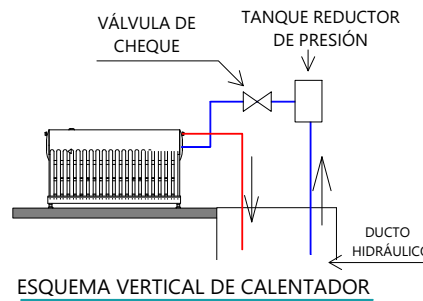 VÁLVULA DE
CHEQUE
TANQUE REDUCTOR
DE PRESIÓN
DUCTO
HIDRÁULICO
ESQUEMA VERTICAL DE CALENTADOR